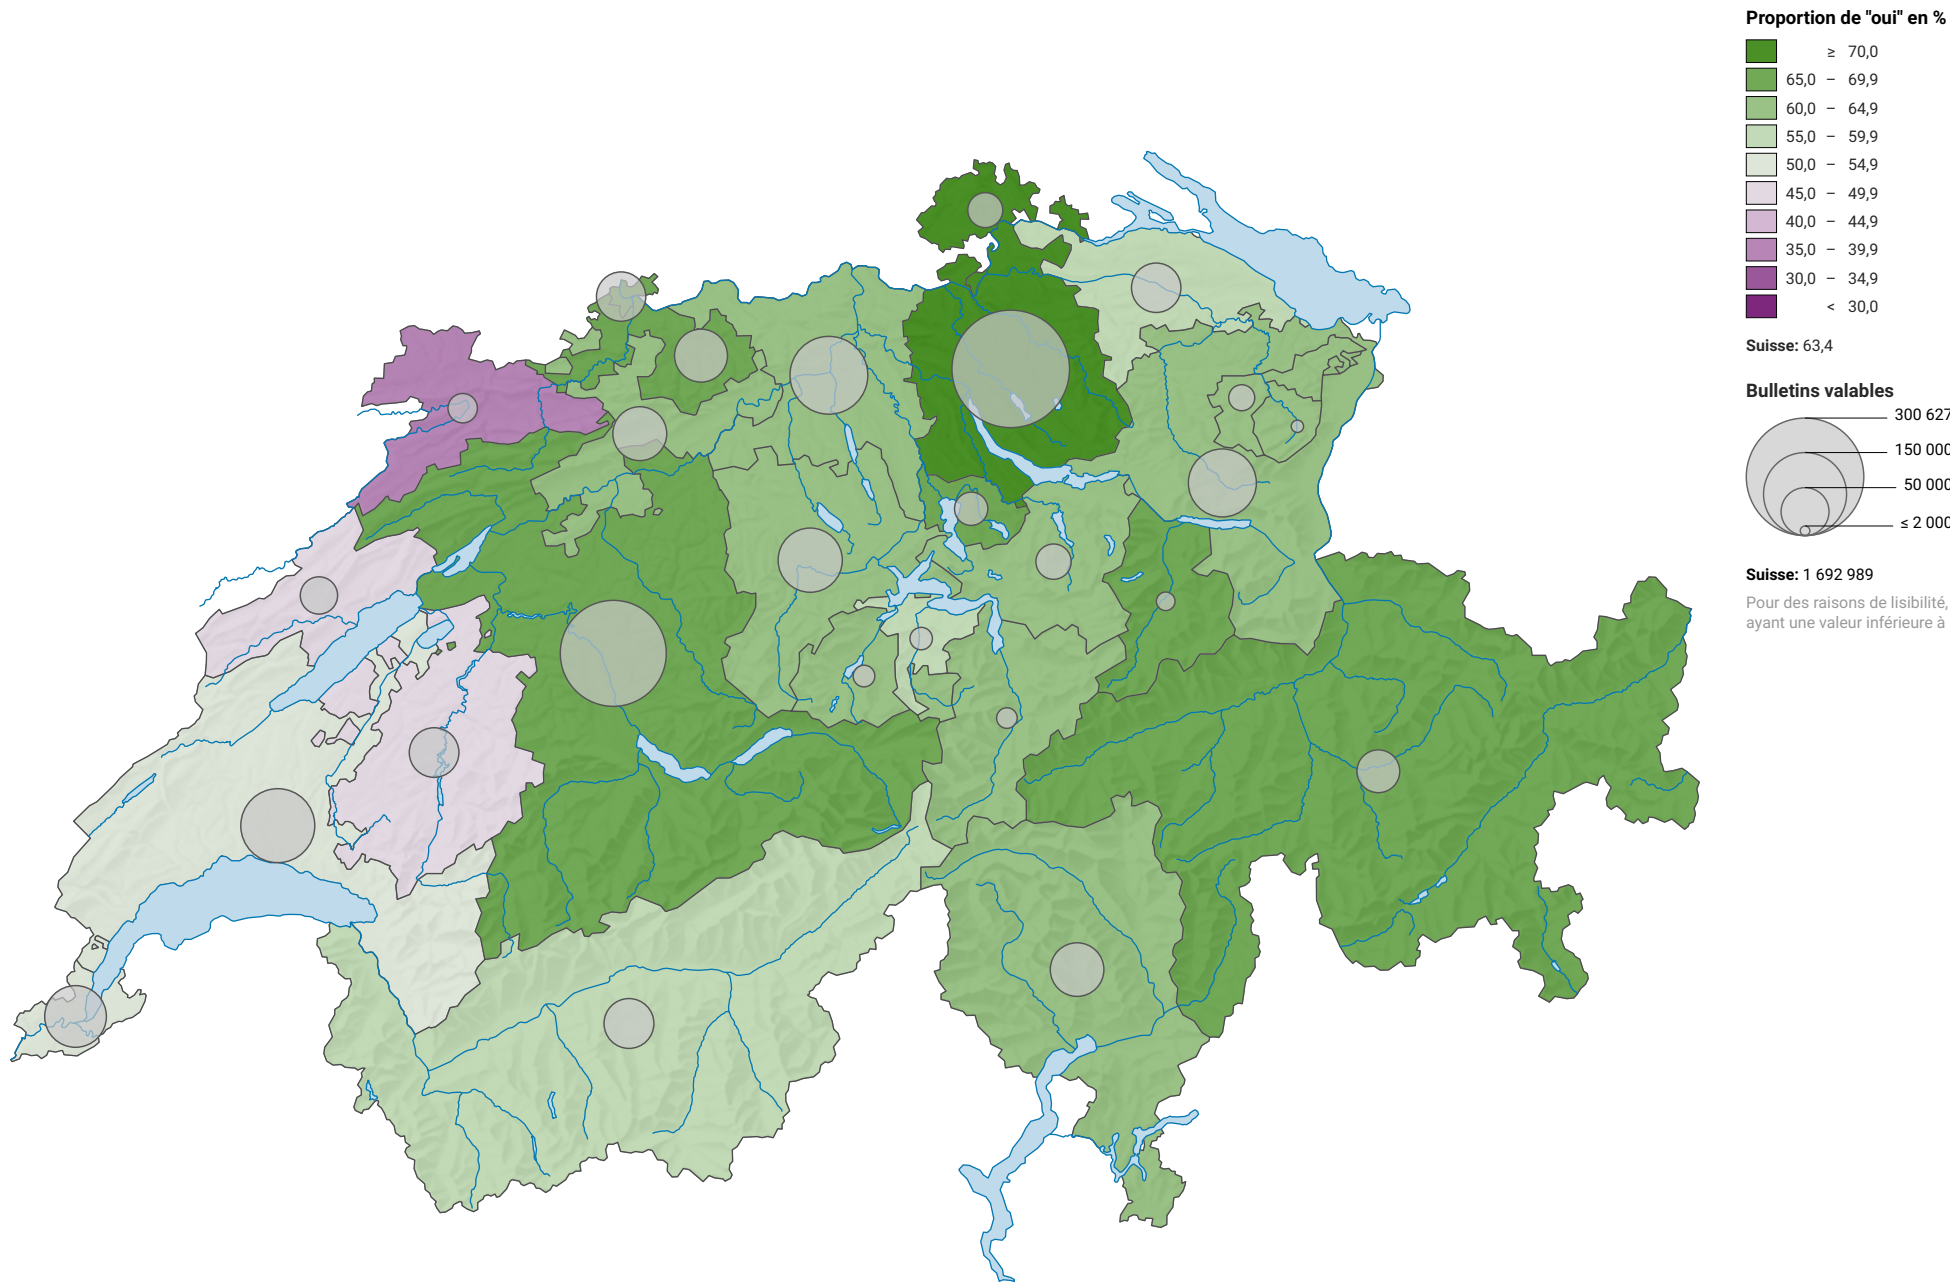 Proportion de "oui" en %
≥ 70,0
65,0 – 69,9
60,0 – 64,9
55,0 – 59,9
50,0 – 54,9
45,0 – 49,9
40,0 – 44,9
35,0 – 39,9
30,0 – 34,9
< 30,0
Suisse: 63,4
Bulletins valables
300 627
150 000
50 000
≤ 2 000
Suisse: 1 692 989
Pour des raisons de lisibilité,
ayant une valeur inférieure à